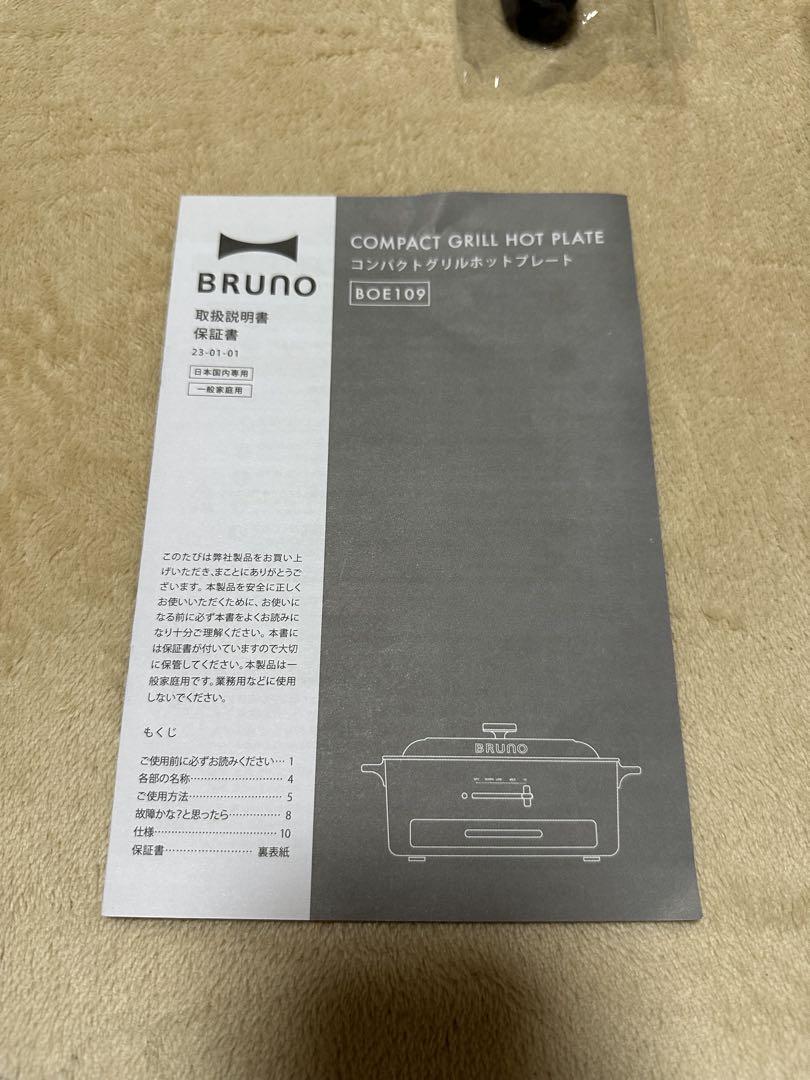 BRUNO
取扱説明書
保証書
23-01-01
日本国内専用
一般家庭用
COMPACT GRILL HOT PLATE
コンパクトグリルホットプレート
BOE109
このたびは弊社製品をお買い上
げいただき、まことにありがとうご
ざいます。本製品を安全に正しく
お使いいただくために、お使いに
なる前に必ず本書をよくお読みに
なり十分ご理解ください。本書に
は保証書が付いていますので大切
に保管してください。本製品は一
般家庭用です。業務用などに使用
しないでください。
もくじ
ご使用前に必ずお読みください… 1
各部の名称……………………… 4
ご使用方法……………………… 5
故障かな?と思ったら…………… 8
仕様……………………………… 10
保証書…………………… 裏表紙
BRUNO